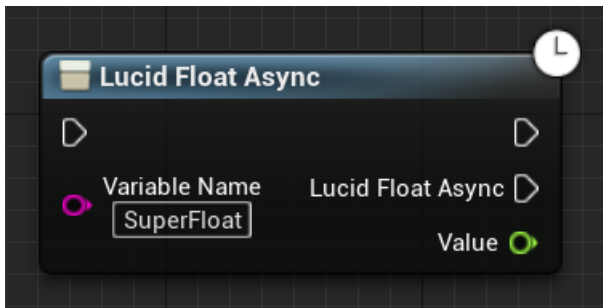 Lucid Float Async
Variable Name
SuperFloat
Lucid Float Async
Value